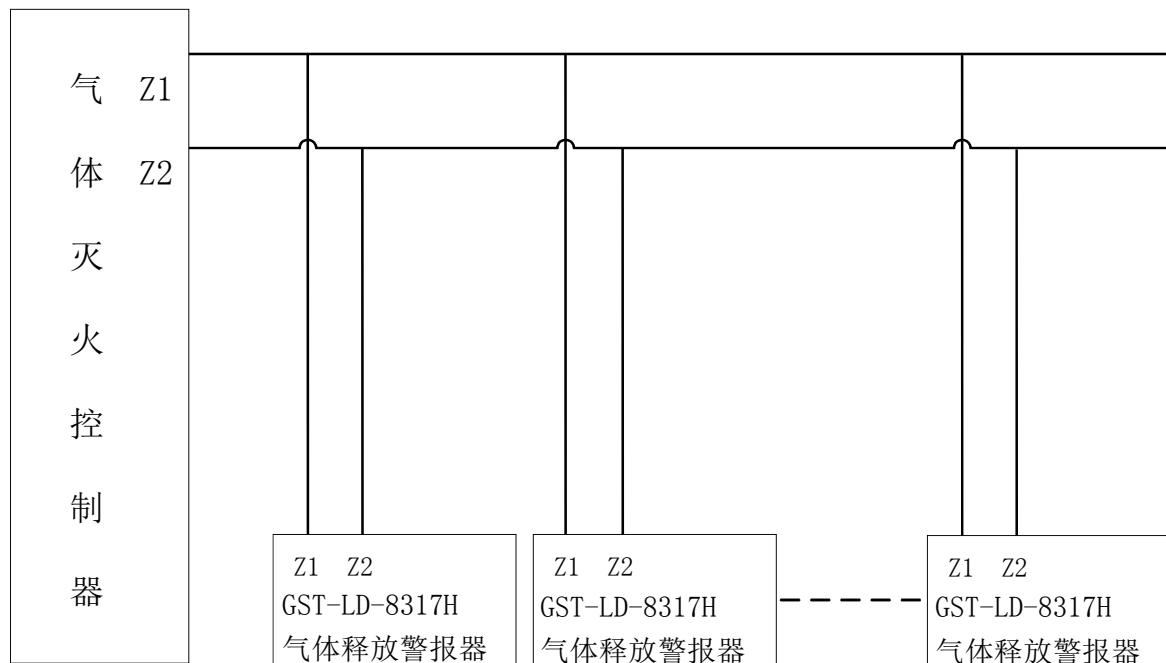 气体灭火控制器
Z1
Z2
Z1 Z2
GST-LD-8317H
气体释放警报器
Z1 Z2
GST-LD-8317H
气体释放警报器
Z1 Z2
GST-LD-8317H
气体释放警报器